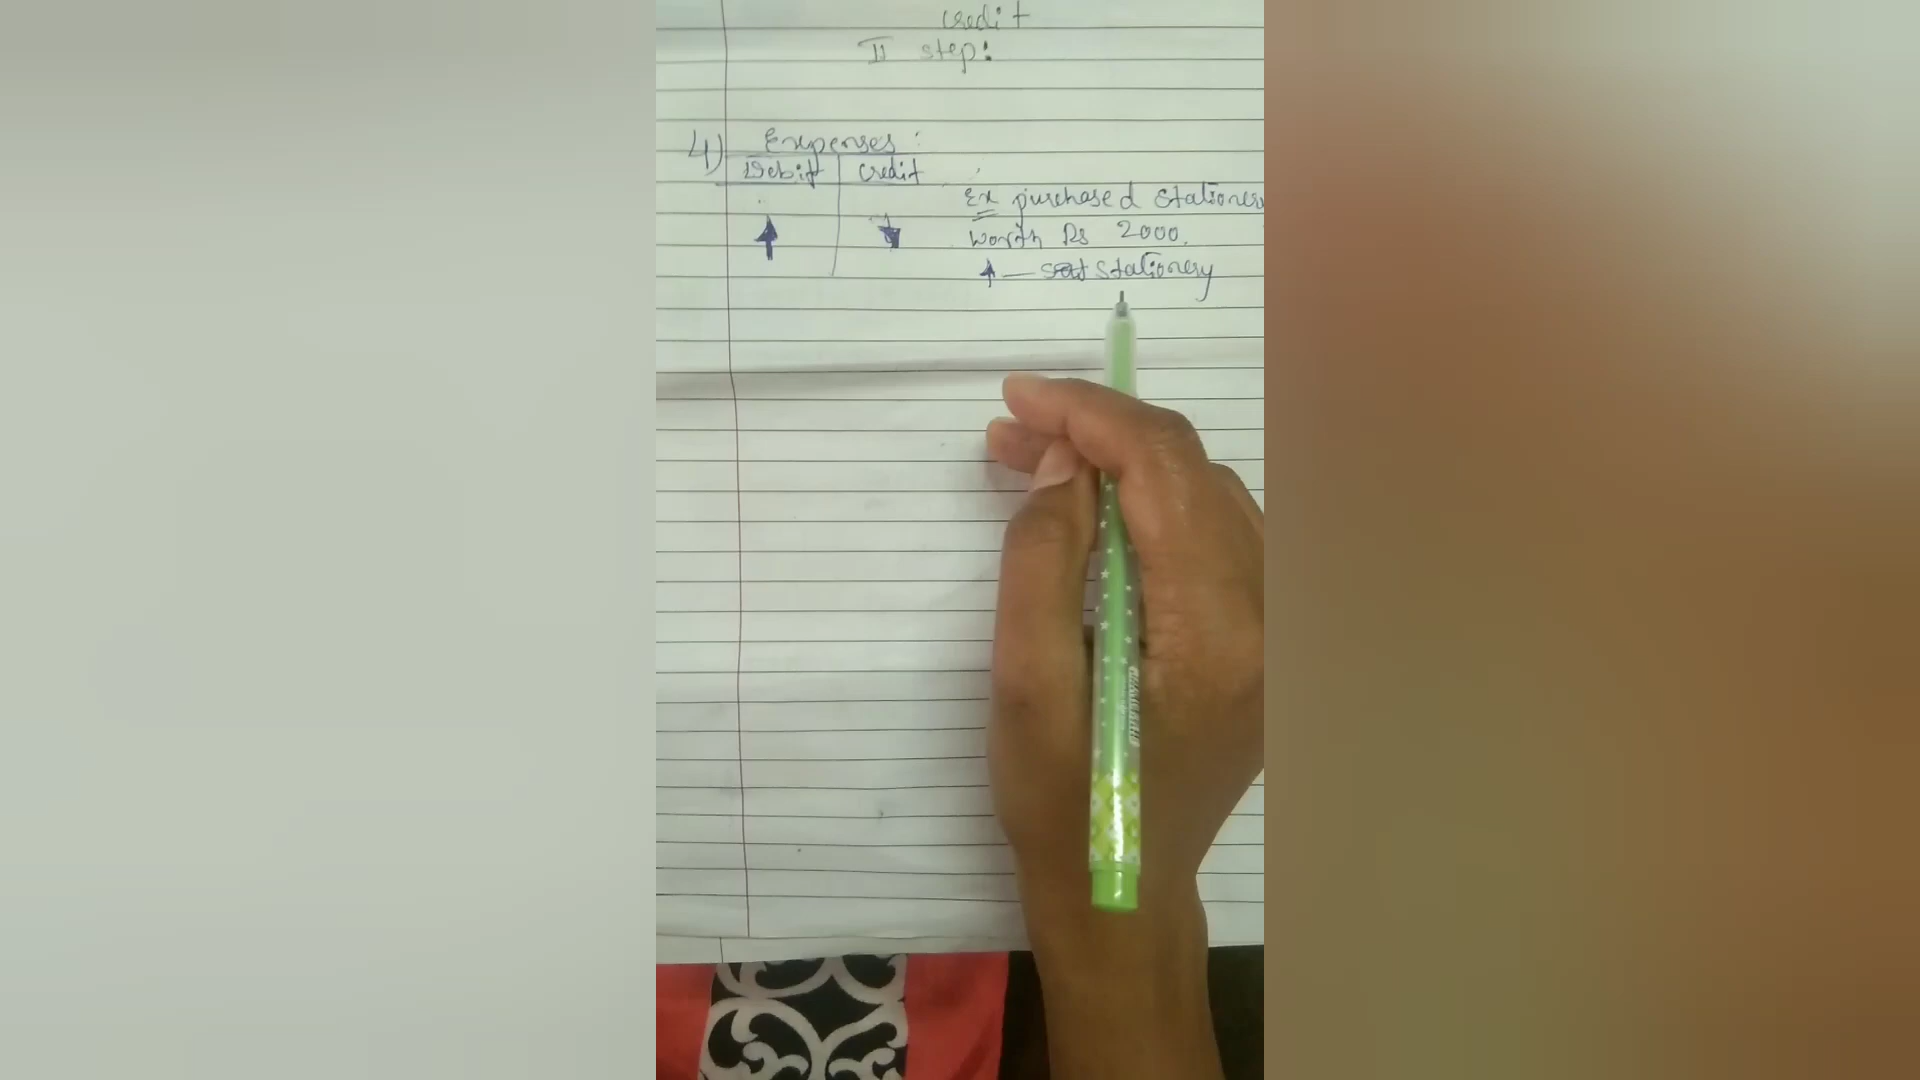 credit
II step:
4) Expenses :
Debit credit
Ex purchased Stationery
worth Rs 2000.
↑ — stationery